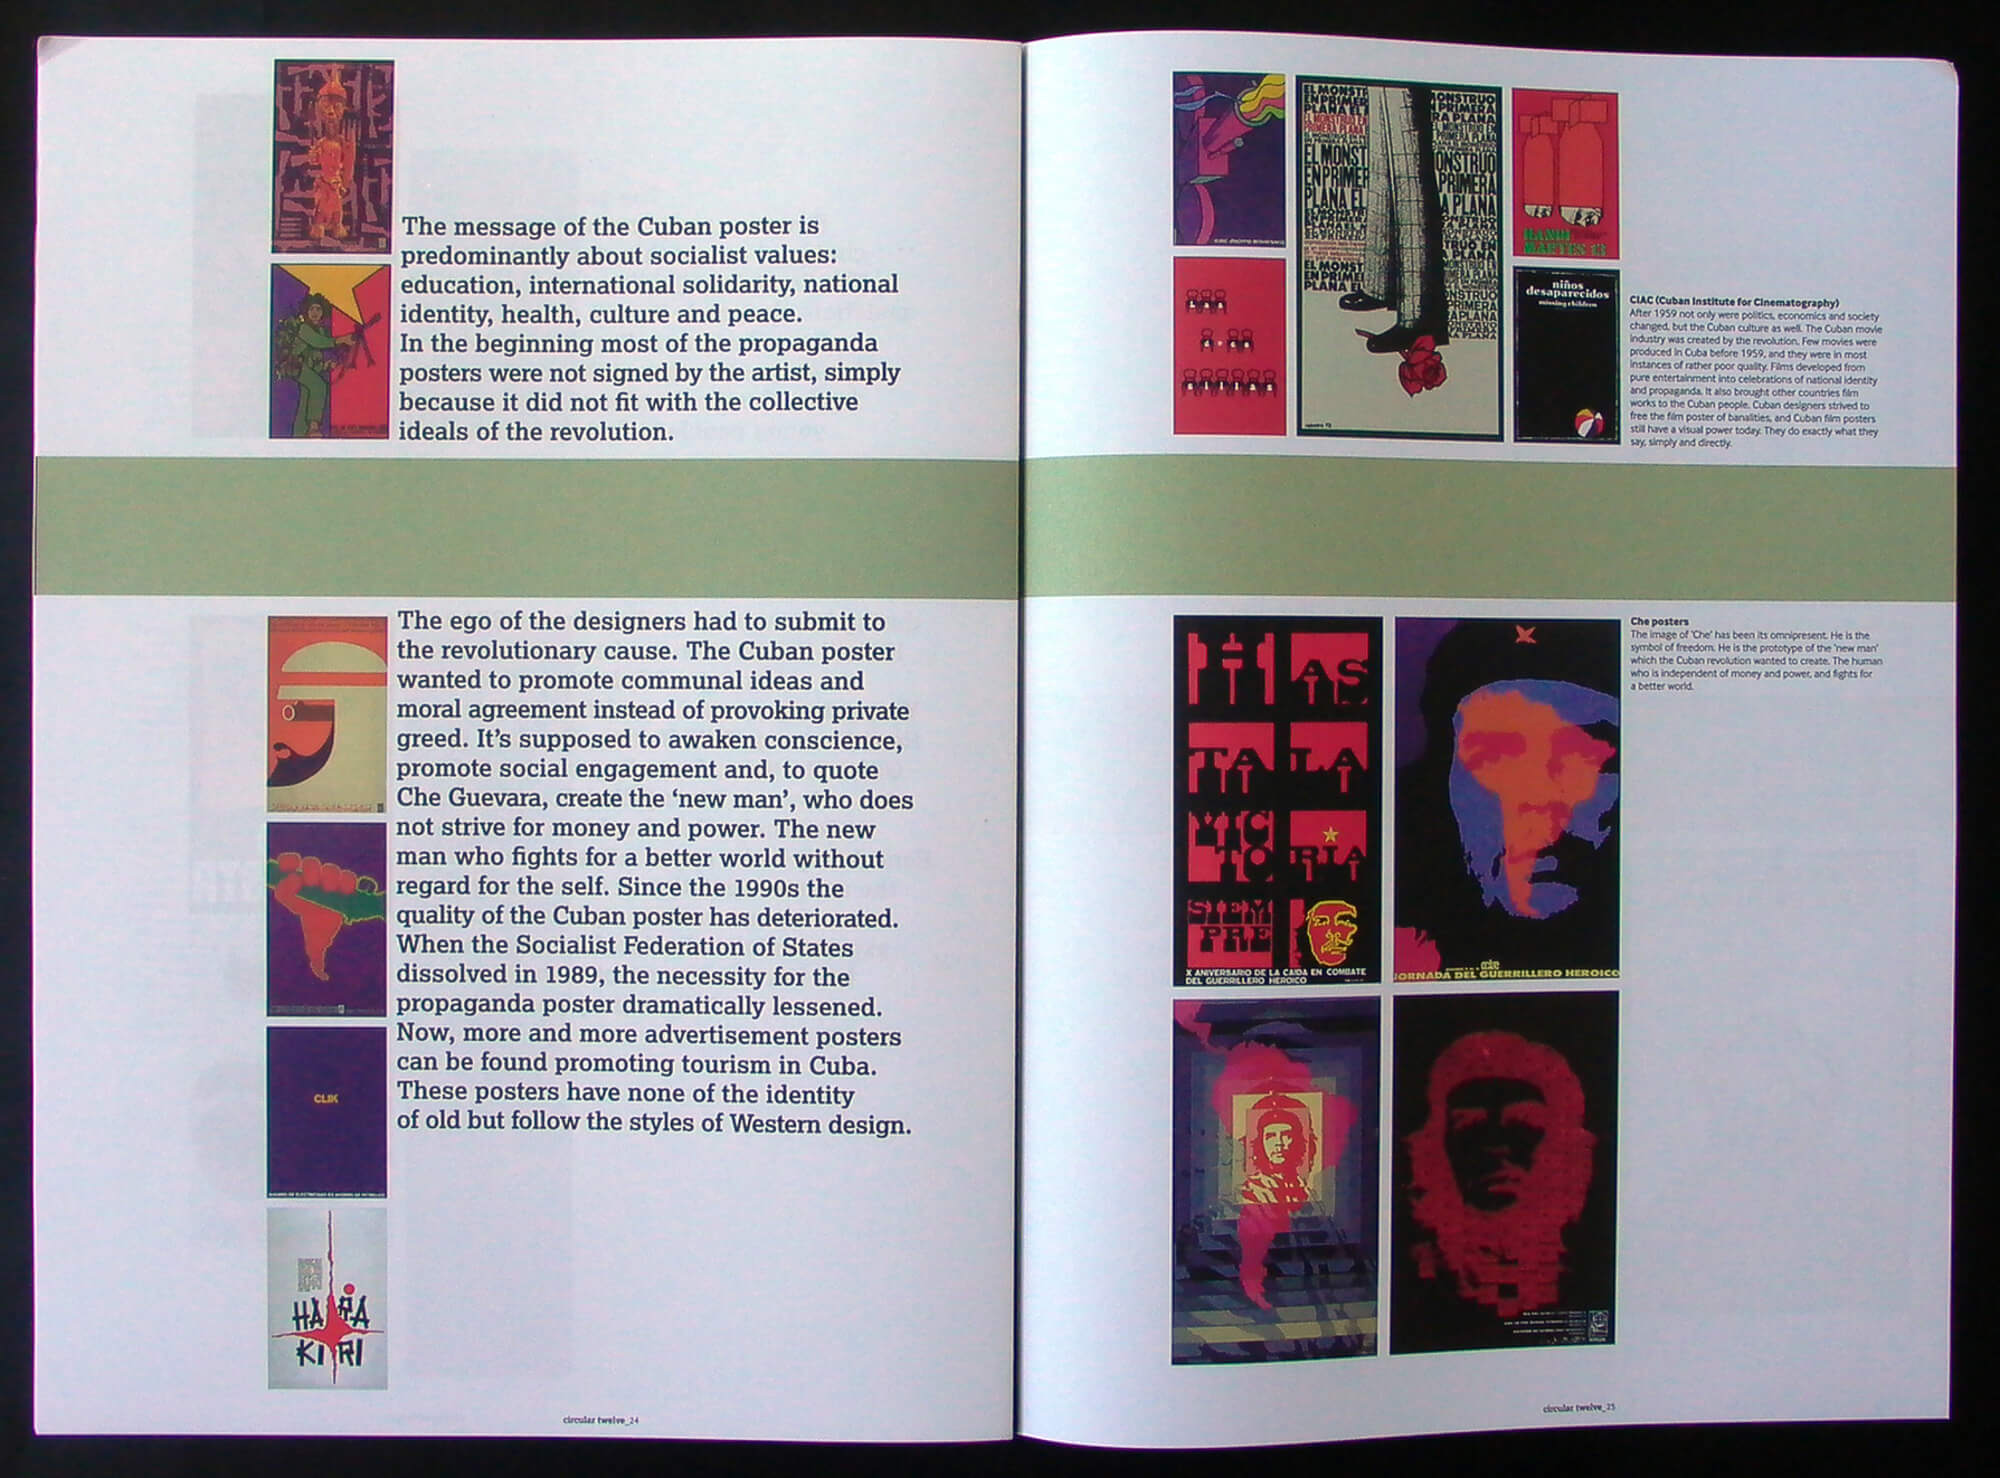 The message of the Cuban poster is
predominantly about socialist values:
education, international solidarity, national
identity, health, culture and peace.
In the beginning most of the propaganda
posters were not signed by the artist, simply
because it did not fit with the collective
ideals of the revolution.
The ego of the designers had to submit to
the revolutionary cause. The Cuban poster
wanted to promote communal ideas and
moral agreement instead of provoking private
greed. It's supposed to awaken conscience,
promote social engagement and, to quote
Che Guevara, create the ‘new man’, who does
not strive for money and power. The new
man who fights for a better world without
regard for the self. Since the 1990s the
quality of the Cuban poster has deteriorated.
When the Socialist Federation of States
dissolved in 1989, the necessity for the
propaganda poster dramatically lessened.
Now, more and more advertisement posters
can be found promoting tourism in Cuba.
These posters have none of the identity
of old but follow the styles of Western design.
CLIK
HARA
KIRI
circular twelve_24
EL MONST
EN PRIMER
PLANA EL
ONSTRUO
PRIMERA
A PLANA
MARTES 13
niños
desaparecidos
missing children
CIAC (Cuban Institute for Cinematography)
After 1959 not only were politics, economics and society
changed, but the Cuban culture as well. The Cuban movie
industry was created by the revolution. Few movies were
produced in Cuba before 1959, and they were in most
instances of rather poor quality. Films developed from
pure entertainment into celebrations of national identity
and propaganda. It also brought other countries film
works to the Cuban people. Cuban designers strived to
free the film poster of banalities, and Cuban film posters
still have a visual power today. They do exactly what they
say, simply and directly.
HAS
TA LA
VIC
TO RIA
SIEM
PRE
X ANIVERSARIO DE LA CAIDA EN COMBATE
DEL GUERRILLERO HEROICO
JORNADA DEL GUERRILLERO HEROICO
Che posters
The image of ‘Che’ has been its omnipresent. He is the
symbol of freedom. He is the prototype of the ‘new man’
which the Cuban revolution wanted to create. The human
who is independent of money and power, and fights for
a better world.
circular twelve_25